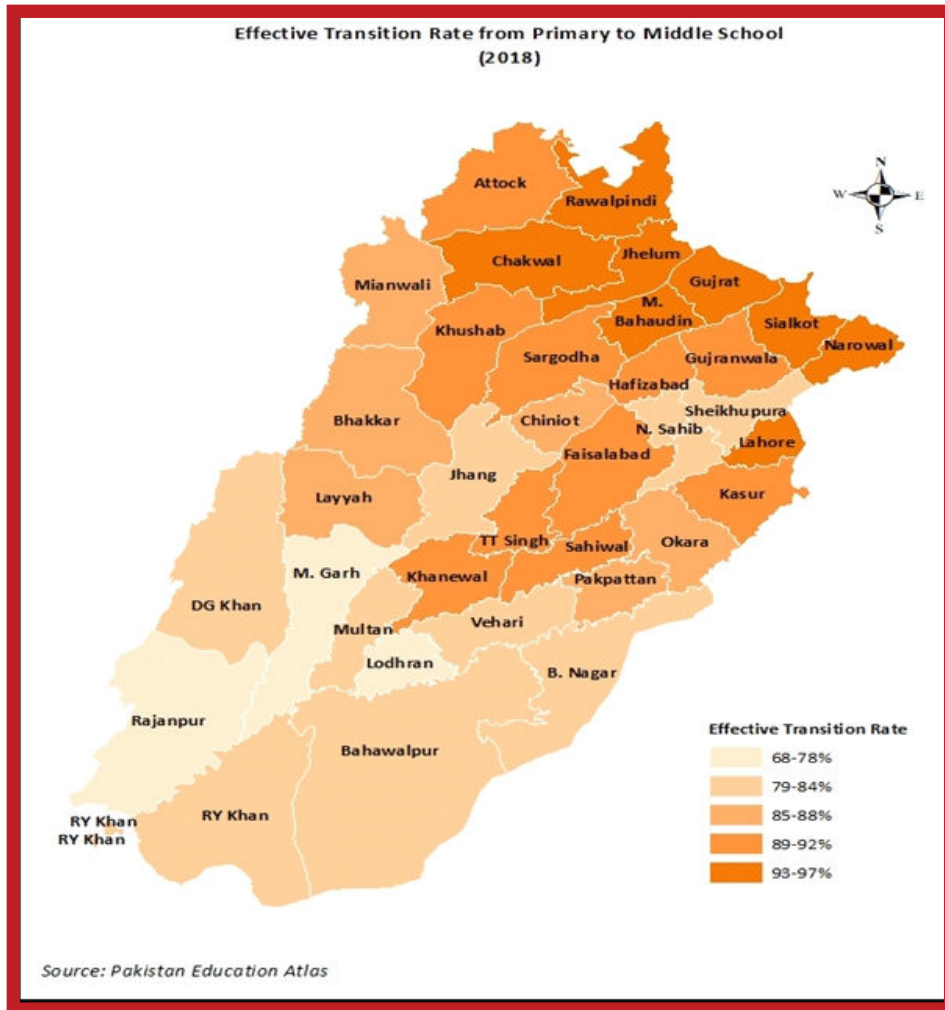 Effective Transition Rate from Primary to Middle School
(2018)
N
W E
S
Attock
Rawalpindi
Chakwal
Jhelum
Mianwali
Gujrat
M.
Bahaudin
Khushab
Sialkot
Narowal
Sargodha
Gujranwala
Hafizabad
Bhakkar
Chiniot
Sheikhupura
N. Sahib
Lahore
Faisalabad
Jhang
Layyah
Kasur
TT Singh
Sahiwal
Okara
M. Garh
Khanewal
Pakpattan
DG Khan
Multan
Vehari
Lodhran
B. Nagar
Rajanpur
Bahawalpur
RY Khan
RY Khan
RY Khan
Effective Transition Rate
68-78%
79-84%
85-88%
89-92%
93-97%
Source: Pakistan Education Atlas